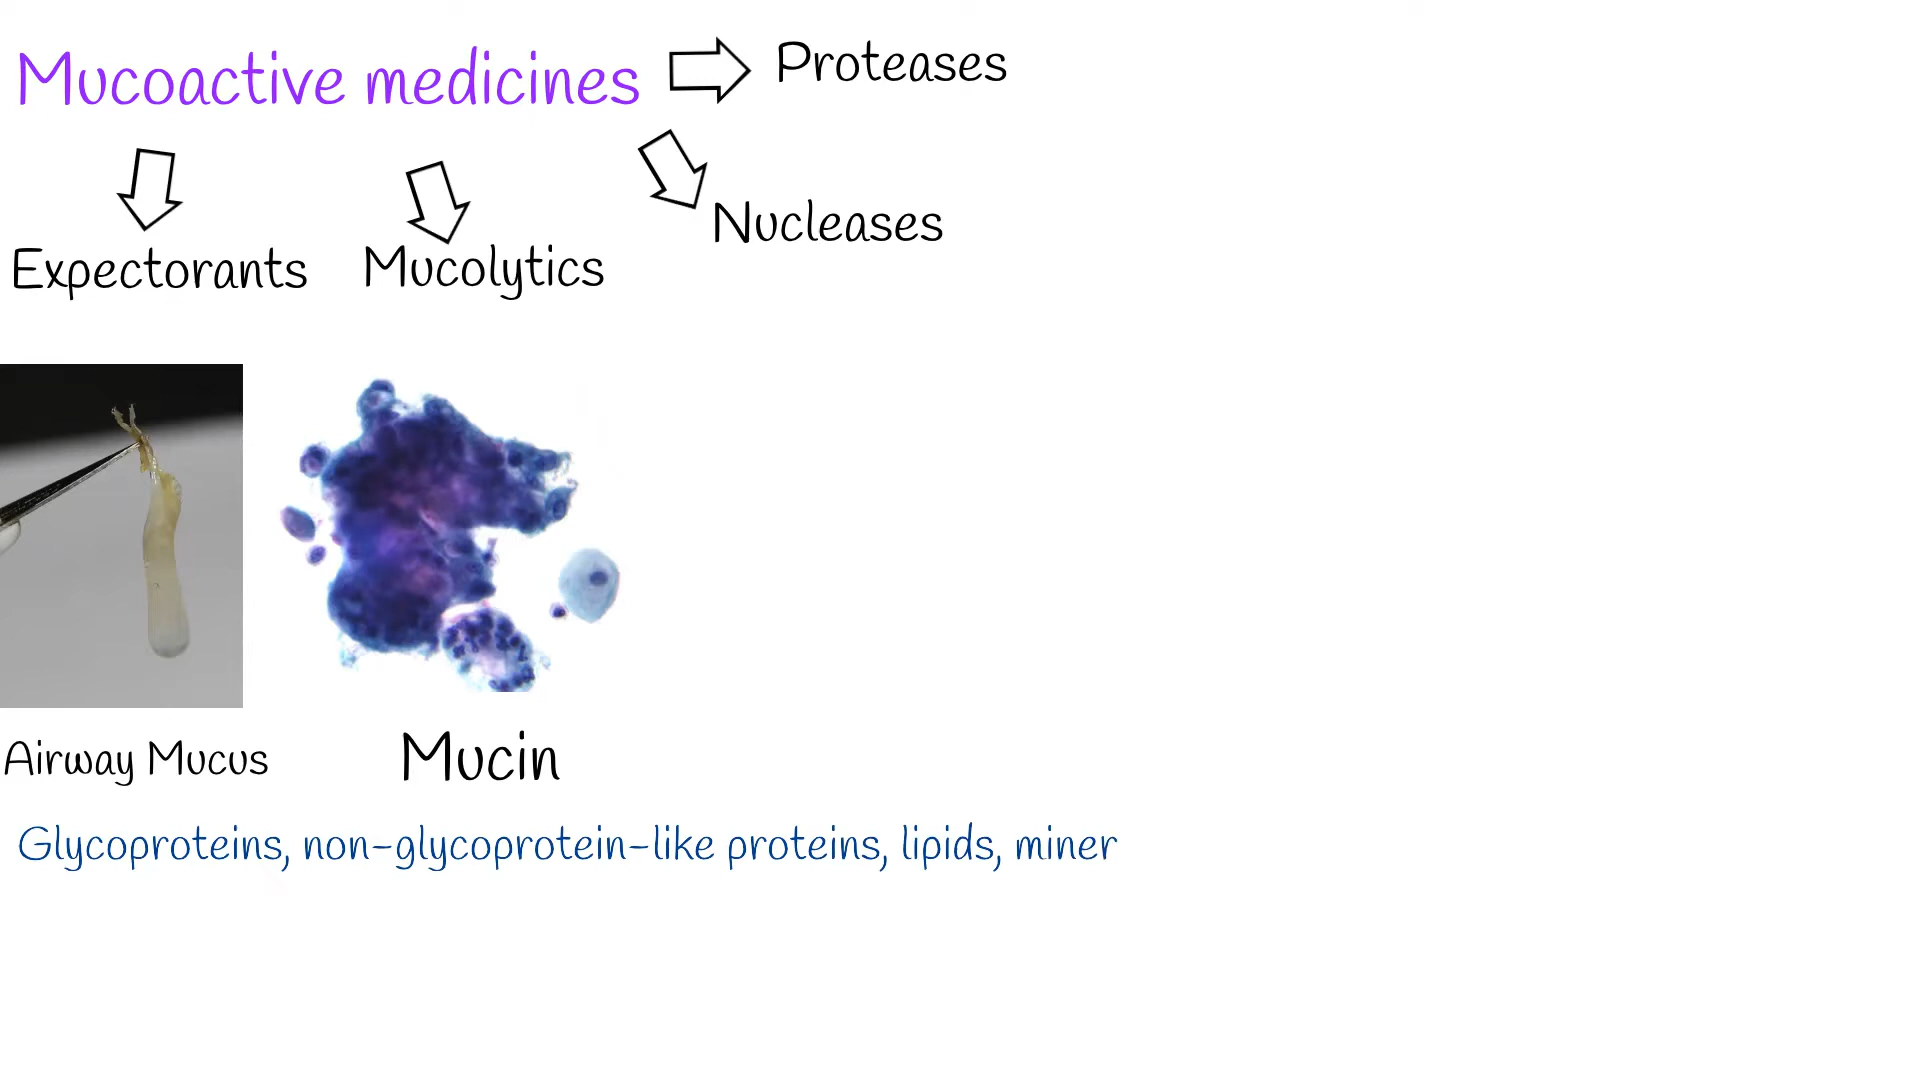 Mucoactive medicines
Proteases
Nucleases
Expectorants
Mucolytics
Airway Mucus
Mucin
Glycoproteins, non-glycoprotein-like proteins, lipids, miner